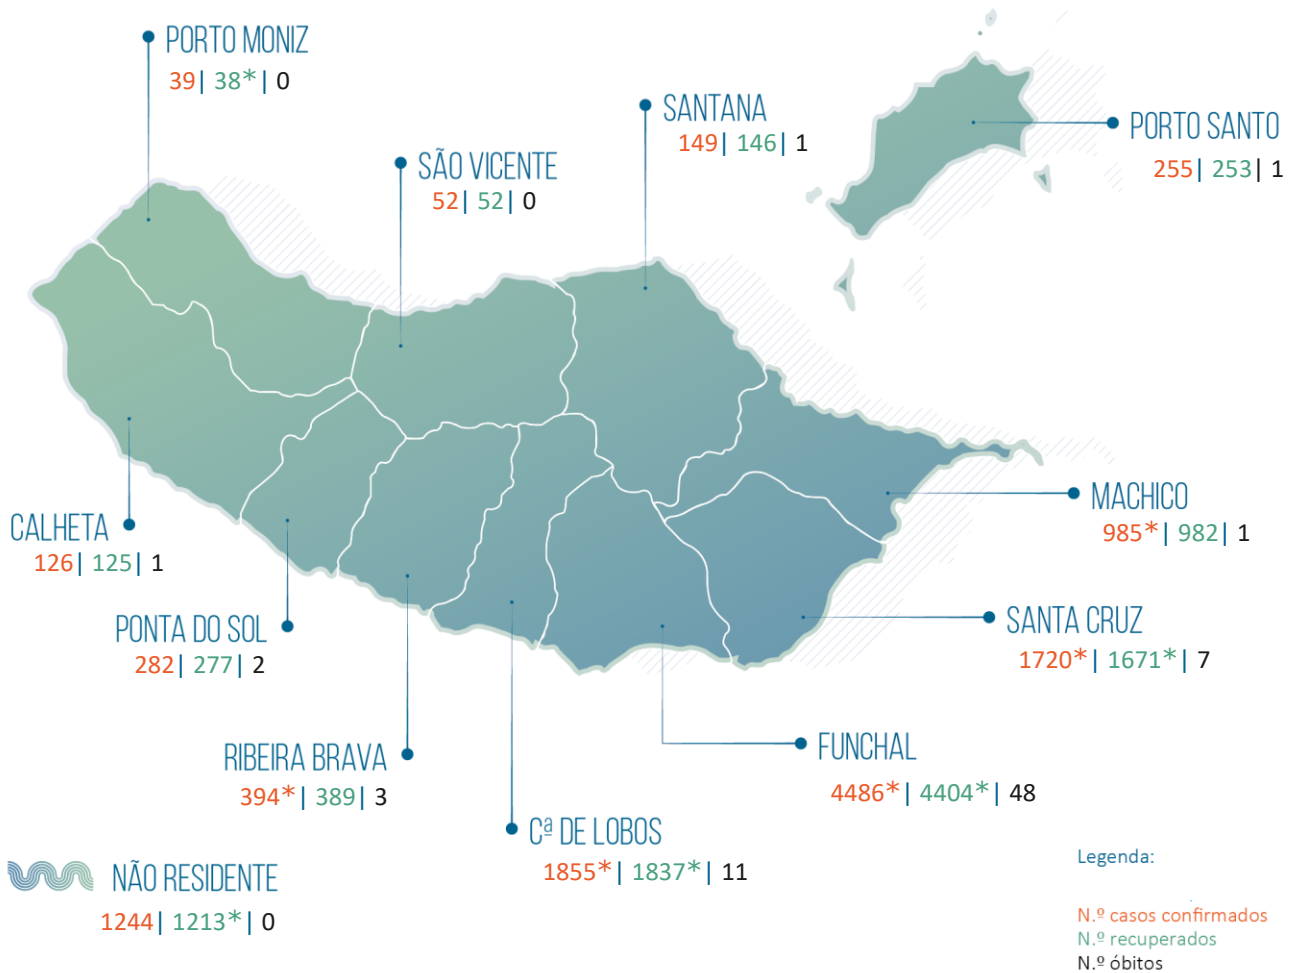 PORTO MONIZ
39| 38*| 0
SANTANA
149| 146| 1
PORTO SANTO
255| 253| 1
SÃO VICENTE
52| 52| 0
MACHICO
985*| 982| 1
CALHETA
126| 125| 1
PONTA DO SOL
282| 277| 2
SANTA CRUZ
1720*| 1671*| 7
RIBEIRA BRAVA
394*| 389| 3
FUNCHAL
4486*| 4404*| 48
Cª DE LOBOS
1855*| 1837*| 11
NÃO RESIDENTE
1244| 1213*| 0
Legenda:
N.º casos confirmados
N.º recuperados
N.º óbitos